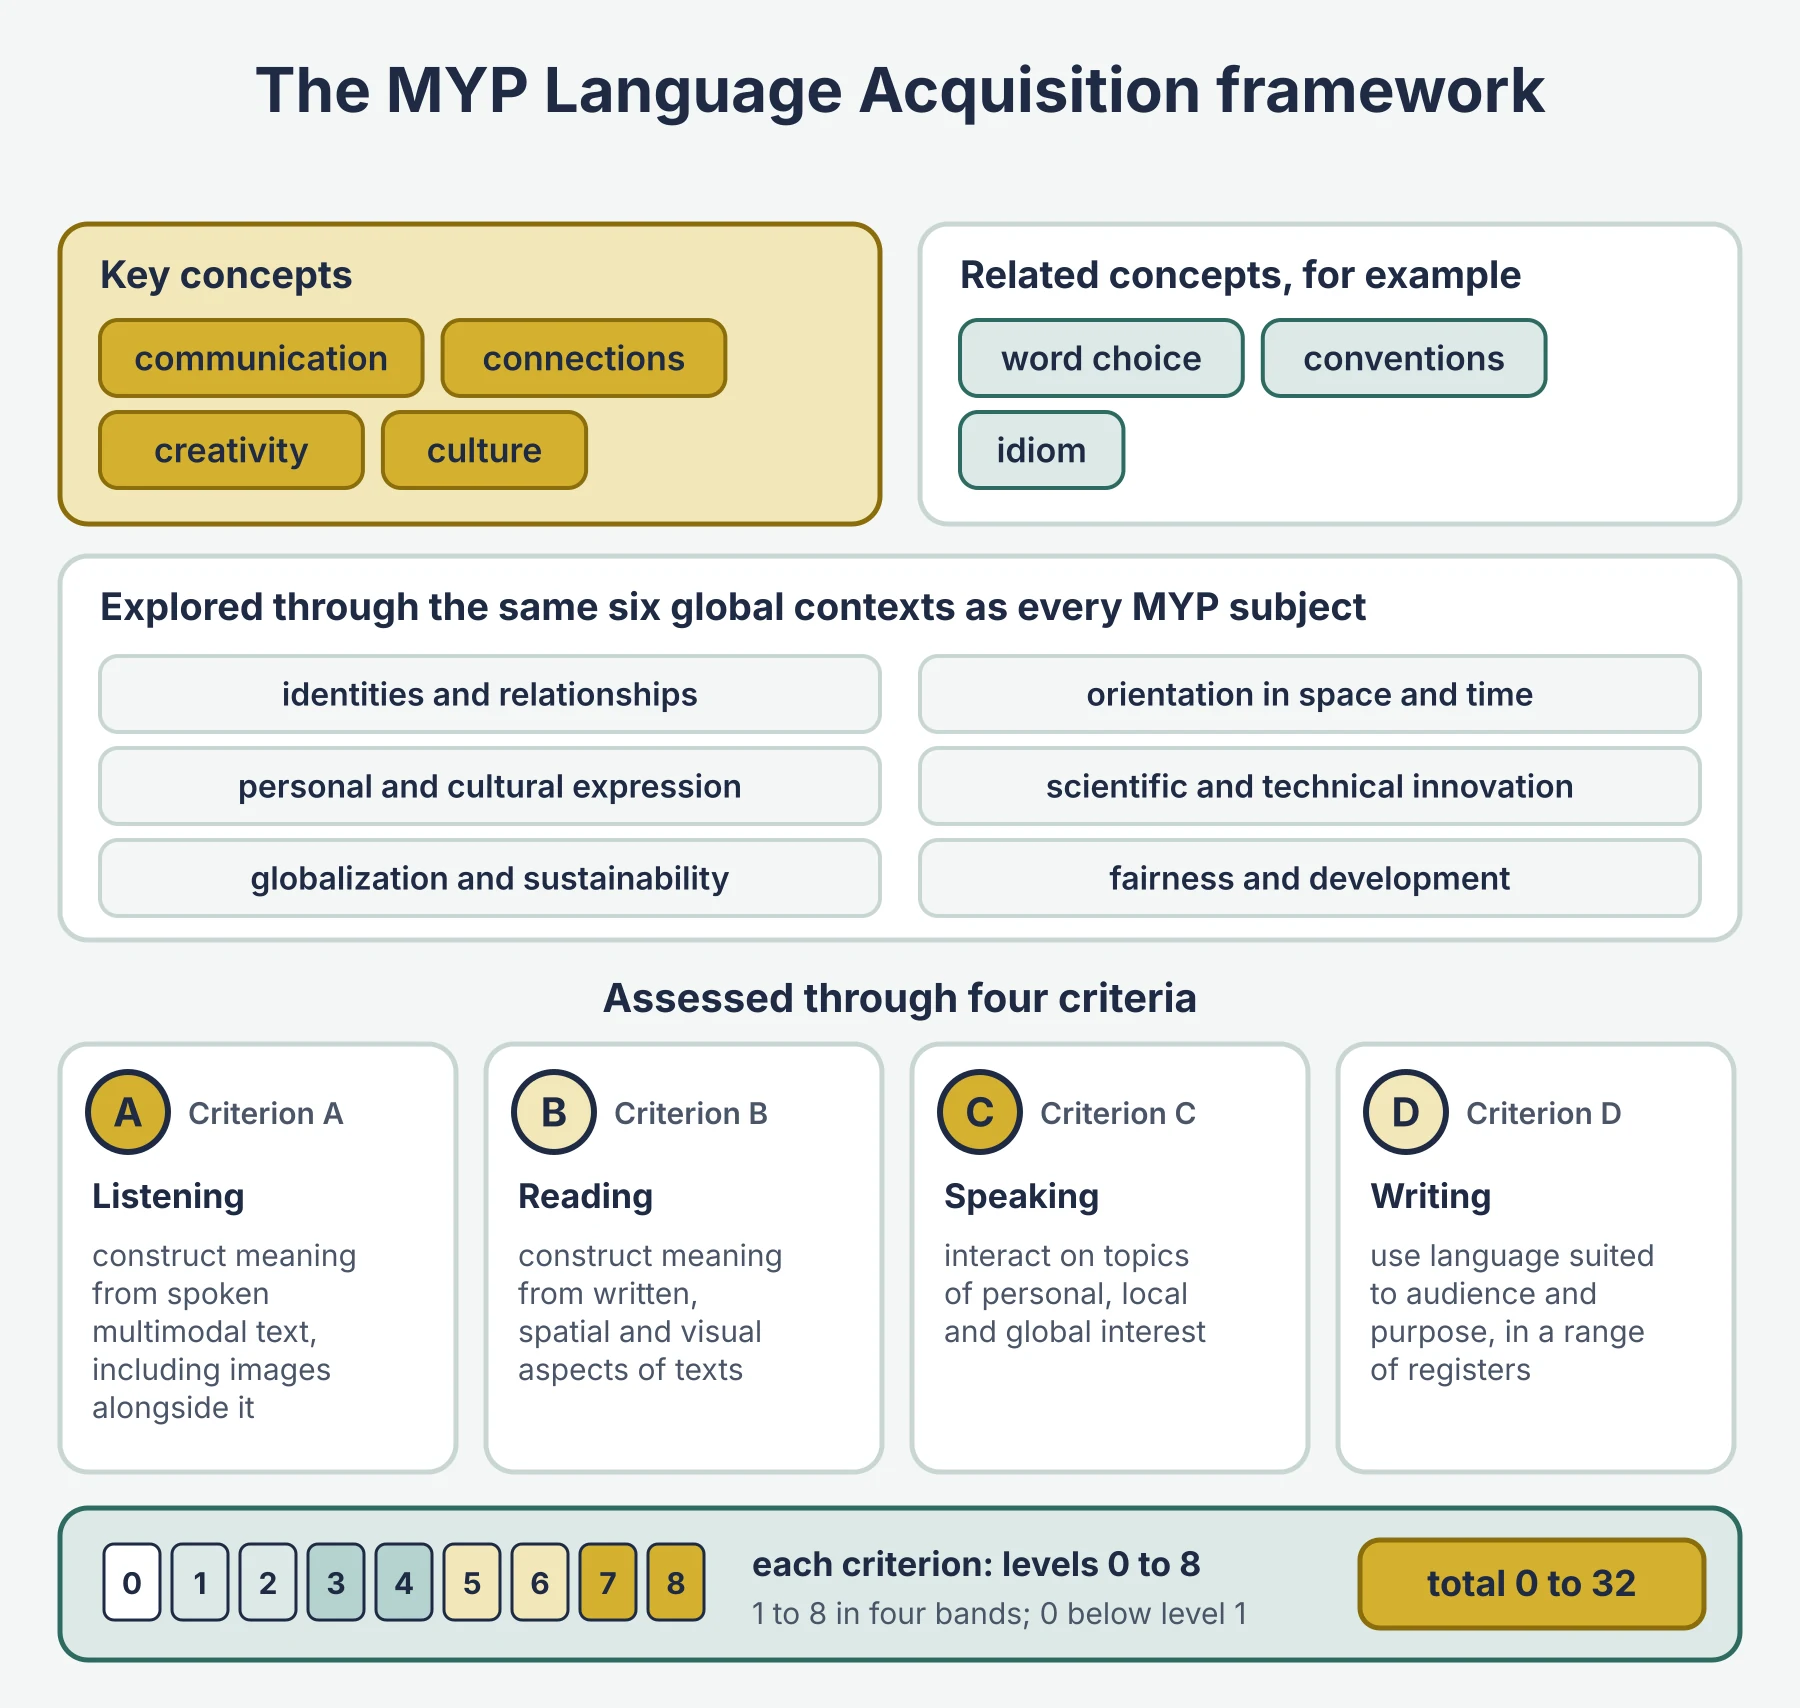 The MYP Language Acquisition framework
Key concepts
communication
connections
creativity
culture
Related concepts, for example
word choice
conventions
idiom
Explored through the same six global contexts as every MYP subject
identities and relationships
orientation in space and time
personal and cultural expression
scientific and technical innovation
globalization and sustainability
fairness and development
Assessed through four criteria
A
Criterion A
Listening
construct meaning
from spoken
multimodal text,
including images
alongside it
B
Criterion B
Reading
construct meaning
from written,
spatial and visual
aspects of texts
C
Criterion C
Speaking
interact on topics
of personal, local
and global interest
D
Criterion D
Writing
use language suited
to audience and
purpose, in a range
of registers
0 1 2 3 4 5 6 7 8
each criterion: levels 0 to 8
1 to 8 in four bands; 0 below level 1
total 0 to 32